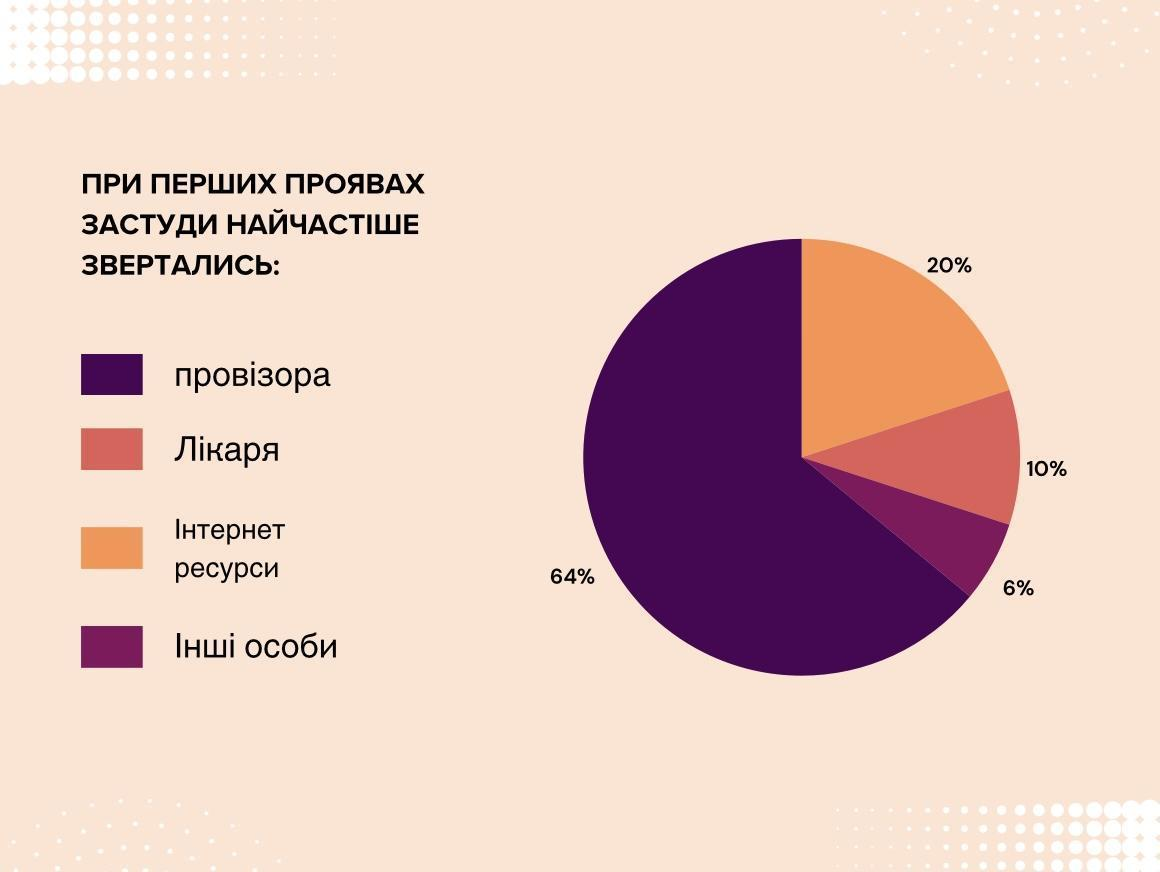 ПРИ ПЕРШИХ ПРОЯВАХ
ЗАСТУДИ НАЙЧАСТІШЕ
ЗВЕРТАЛИСЬ:
провізора
Лікаря
Інтернет
ресурси
Інші особи
20%
10%
6%
64%